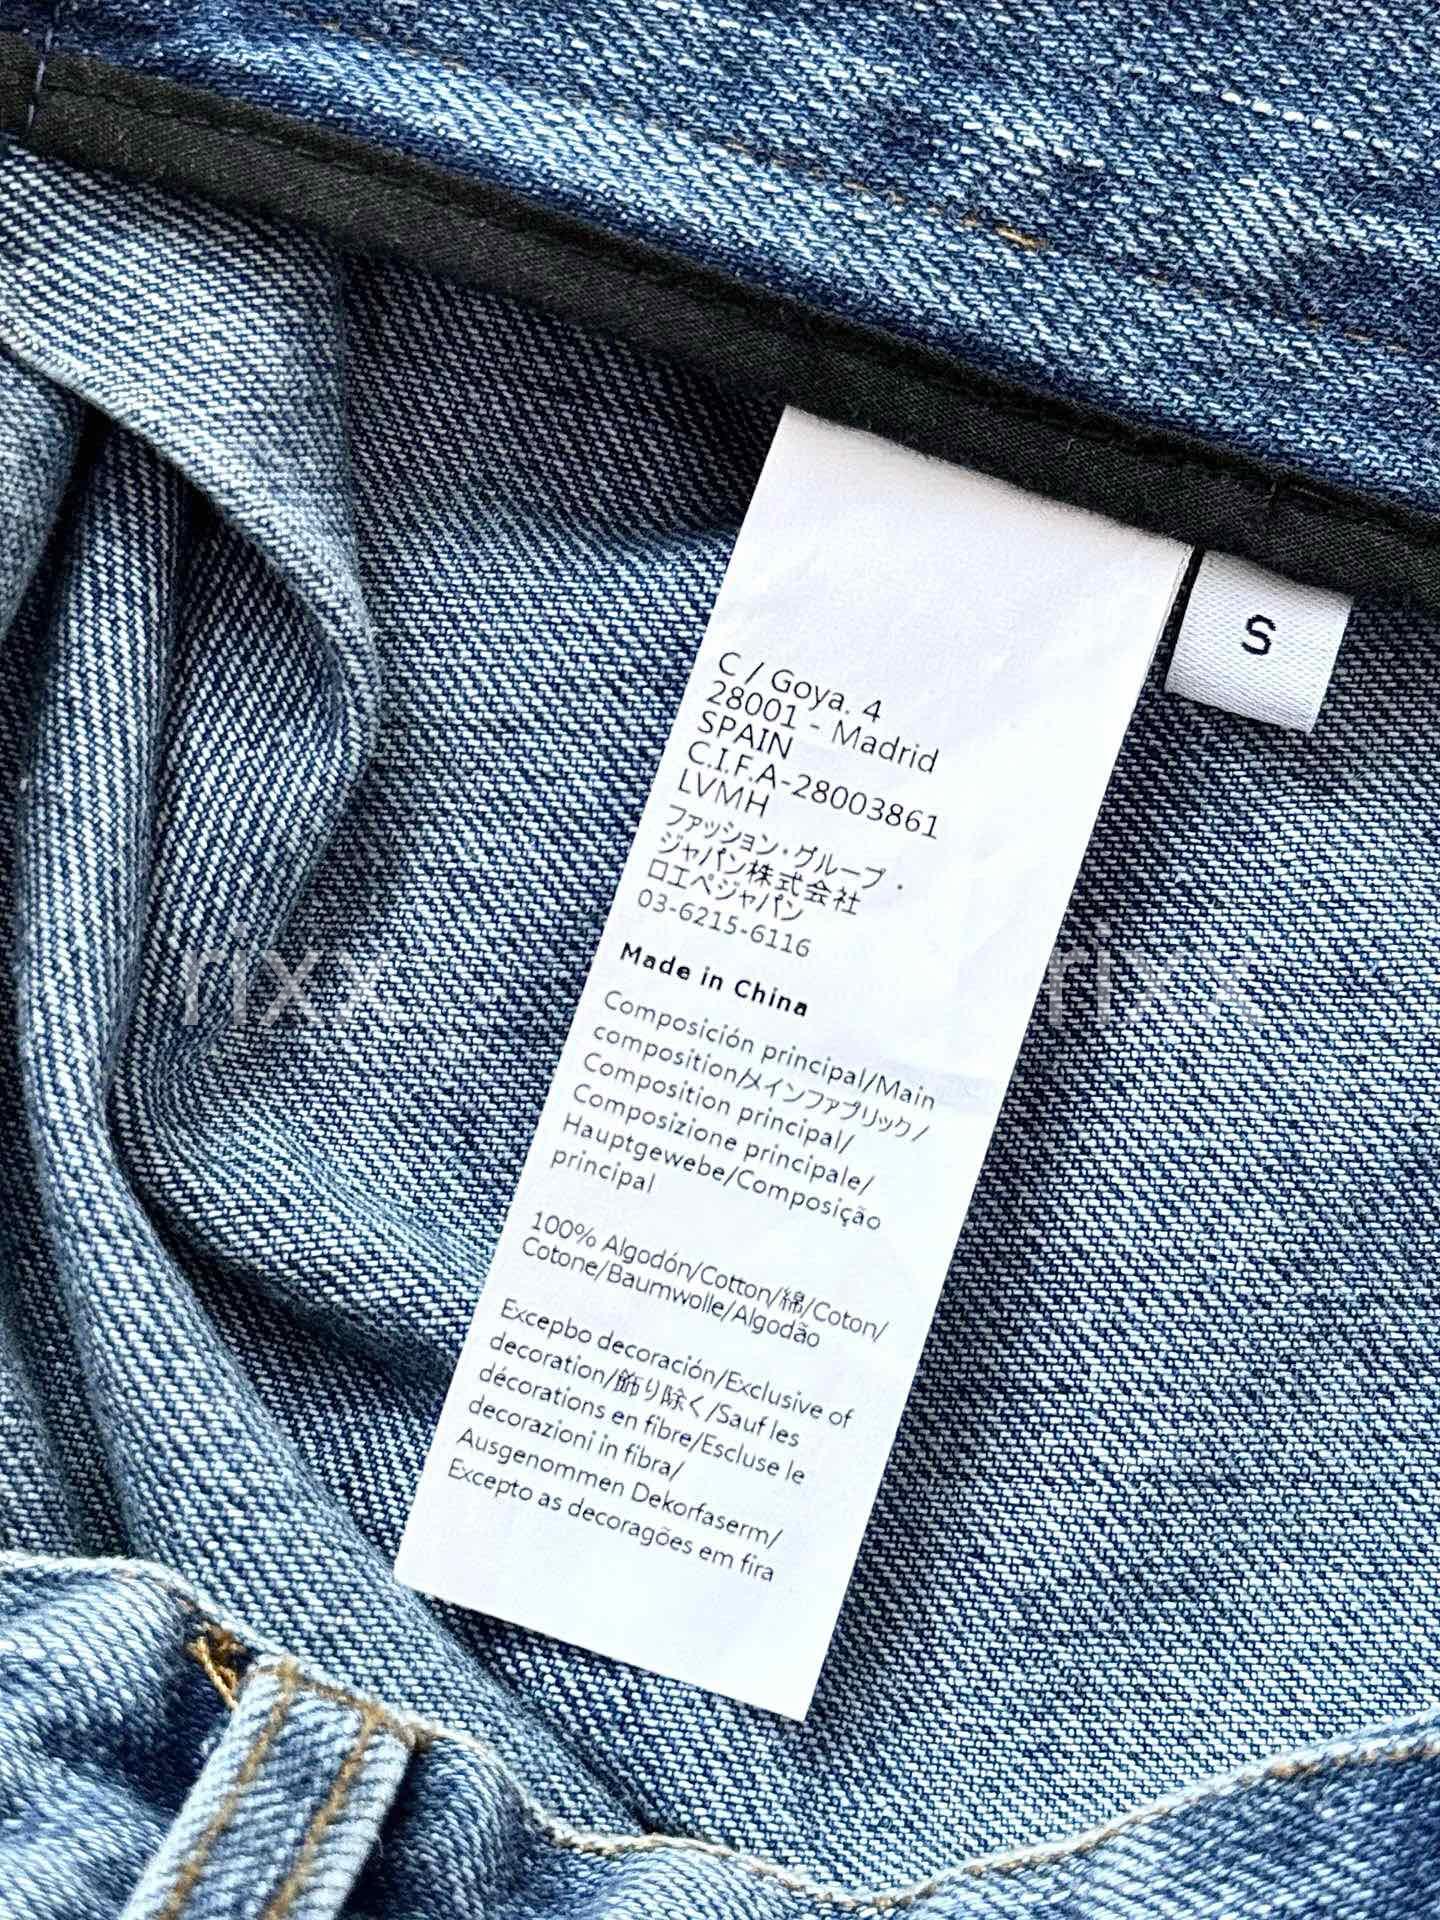 S
C / Goya. 4
28001 - Madrid
SPAIN
C.I.F.A-28003861
LVMH
ファッション・グループ・
ジャパン株式会社
ロエペジャパン
03-6215-6116
Made in China
Composición principal/Main
composition/メインファブリック/
Composition principal/
Composizione principale/
Hauptgewebe/Composição
principal
100% Algodón/Cotton/綿/Coton/
Cotone/Baumwolle/Algodão
Excepbo decoración/Exclusive of
decoration/飾り除く/Sauf les
décorations en fibre/Escluse le
decorazioni in fibra/
Ausgenommen Dekorfaserm/
Excepto as decoragões em fira
rixx
rixx